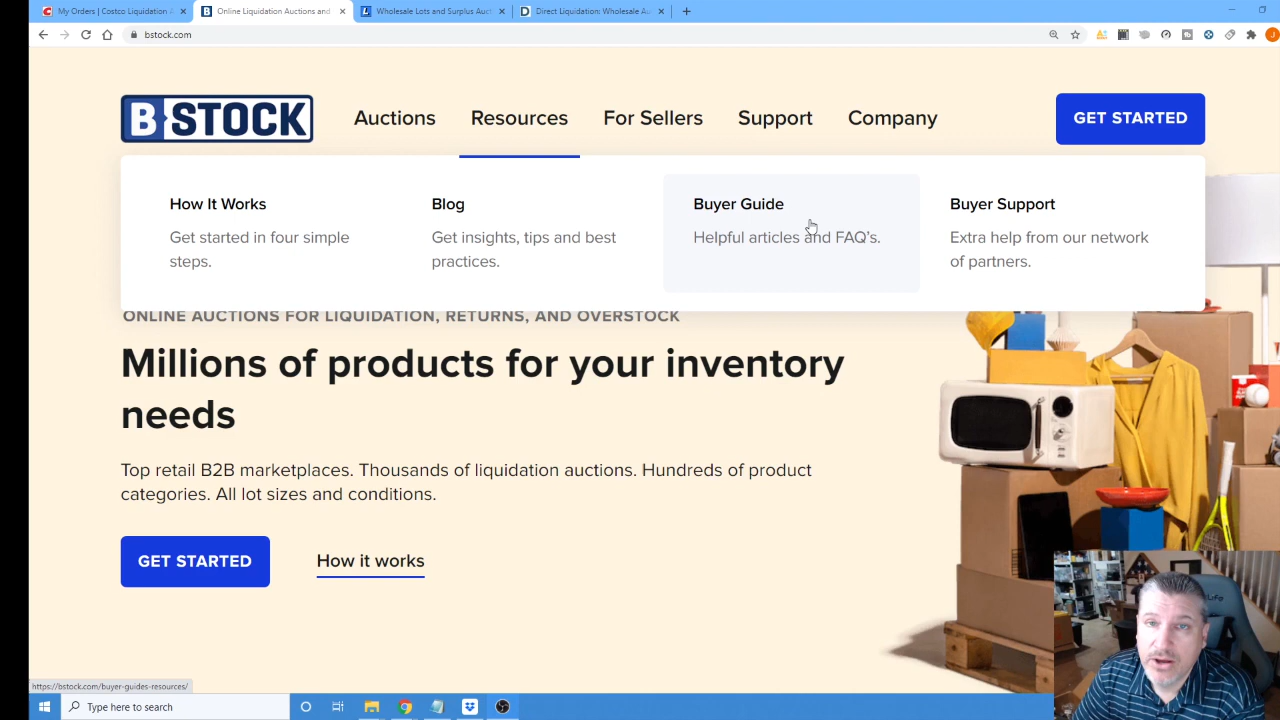 My Orders | Costco Liquidation A
Online Liquidation Auctions and
Wholesale Lots and Surplus Auct
Direct Liquidation: Wholesale Au
bstock.com
J
B STOCK
Auctions
Resources
For Sellers
Support
Company
GET STARTED
How It Works
Get started in four simple
steps.
Blog
Get insights, tips and best
practices.
Buyer Guide
Helpful articles and FAQ's.
Buyer Support
Extra help from our network
of partners.
ONLINE AUCTIONS FOR LIQUIDATION, RETURNS, AND OVERSTOCK
Millions of products for your inventory
needs
Top retail B2B marketplaces. Thousands of liquidation auctions. Hundreds of product
categories. All lot sizes and conditions.
GET STARTED
How it works
https://bstock.com/buyer-guides-resources/
Type here to search